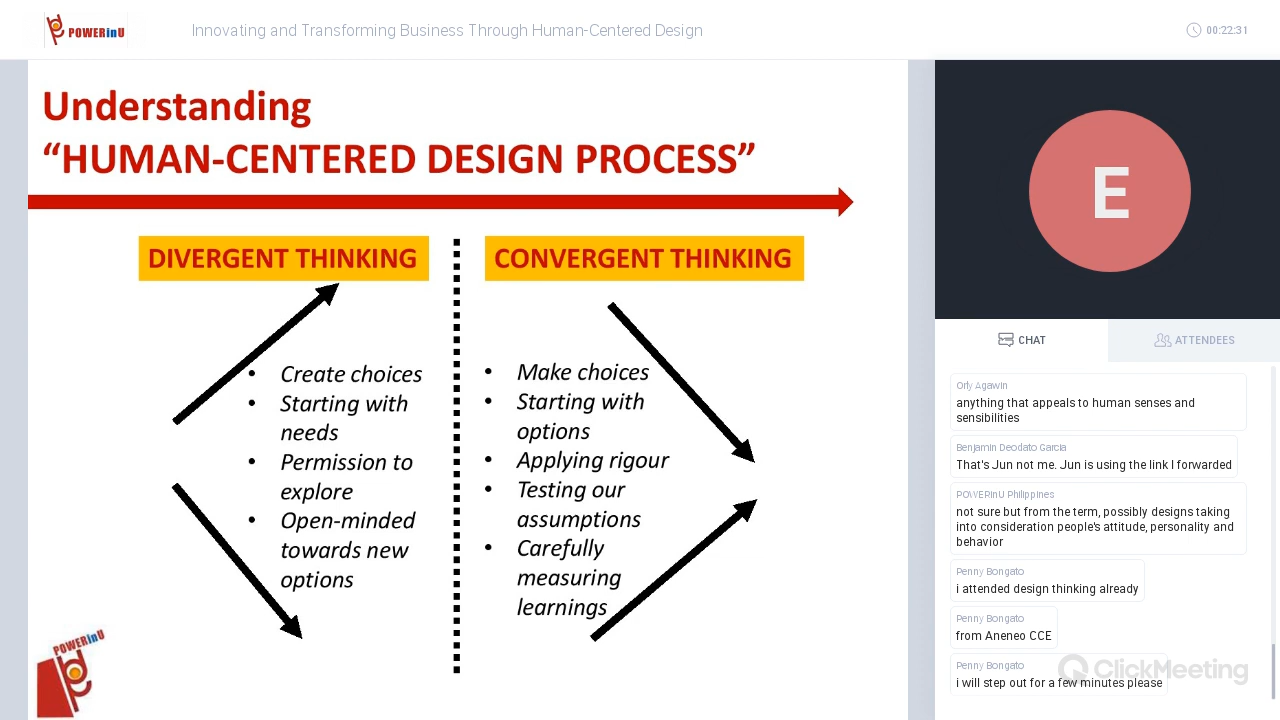 POWERinU
Innovating and Transforming Business Through Human-Centered Design
00:22:31
Understanding
“HUMAN-CENTERED DESIGN PROCESS”
DIVERGENT THINKING
• Create choices
• Starting with
needs
• Permission to
explore
• Open-minded
towards new
options
CONVERGENT THINKING
• Make choices
• Starting with
options
• Applying rigour
• Testing our
assumptions
• Carefully
measuring
learnings
POWERinU
E
CHAT
ATTENDEES
Orly Agawin
anything that appeals to human senses and
sensibilities
Benjamin Deodato Garcia
That's Jun not me. Jun is using the link I forwarded
POWERinU Philippines
not sure but from the term, possibly designs taking
into consideration people's attitude, personality and
behavior
Penny Bongato
i attended design thinking already
Penny Bongato
from Aneneo CCE
Penny Bongato
i will step out for a few minutes please
ClickMeeting